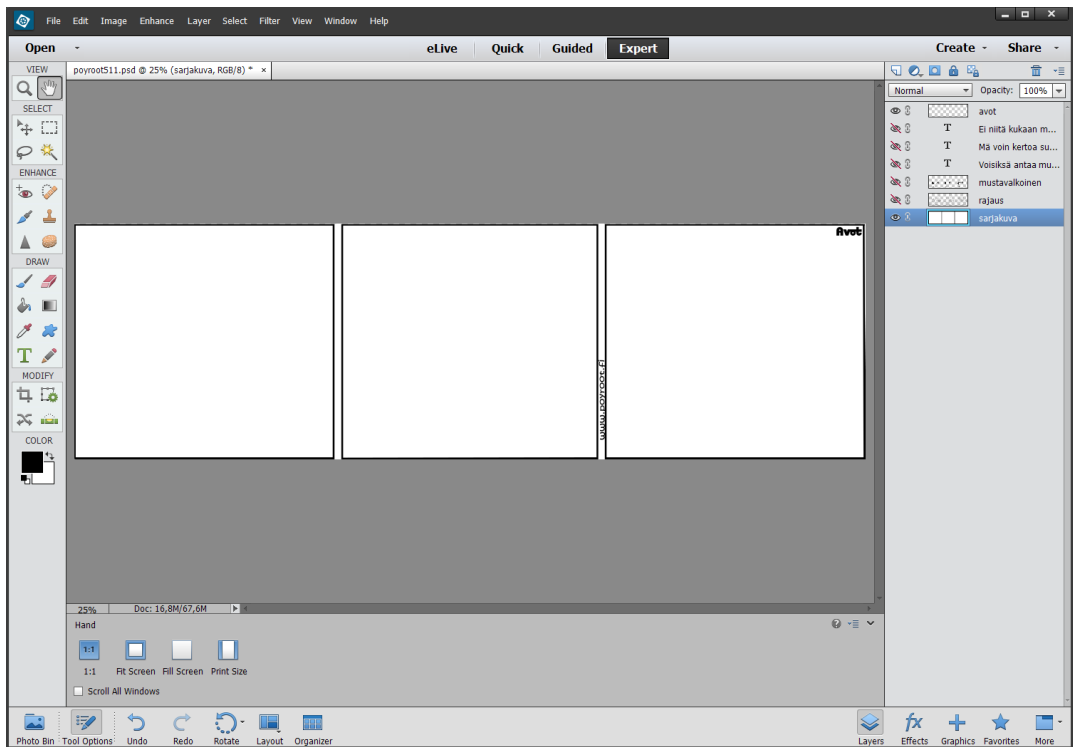 File Edit Image Enhance Layer Select Filter View Window Help
Open eLive Quick Guided Expert Create Share
VIEW
poyroot511.psd @ 25% (sarjakuva, RGB/8) * ×
Normal Opacity: 100%
SELECT
avot
T Ei niitä kukaan m...
T Mä voin kertoa su...
T Voisiksä antaa mu...
mustavalkoinen
rajaus
sarjakuva
ENHANCE
DRAW
T
MODIFY
COLOR
Avot
www.poyroot.fi
25% Doc: 16,8M/67,6M
Hand
1:1
1:1 Fit Screen Fill Screen Print Size
Scroll All Windows
fx
Photo Bin Tool Options Undo Redo Rotate Layout Organizer Layers Effects Graphics Favorites More